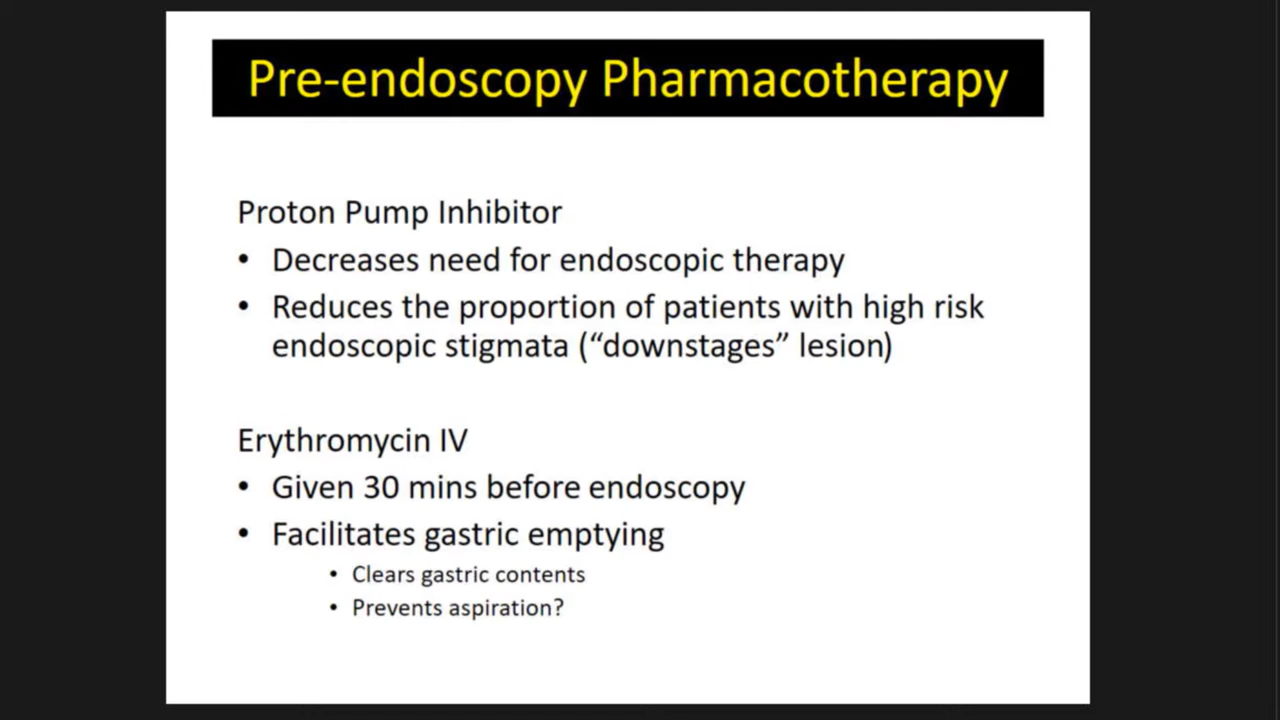 Pre-endoscopy Pharmacotherapy
Proton Pump Inhibitor
• Decreases need for endoscopic therapy
• Reduces the proportion of patients with high risk
endoscopic stigmata (“downstages” lesion)
Erythromycin IV
• Given 30 mins before endoscopy
• Facilitates gastric emptying
• Clears gastric contents
• Prevents aspiration?